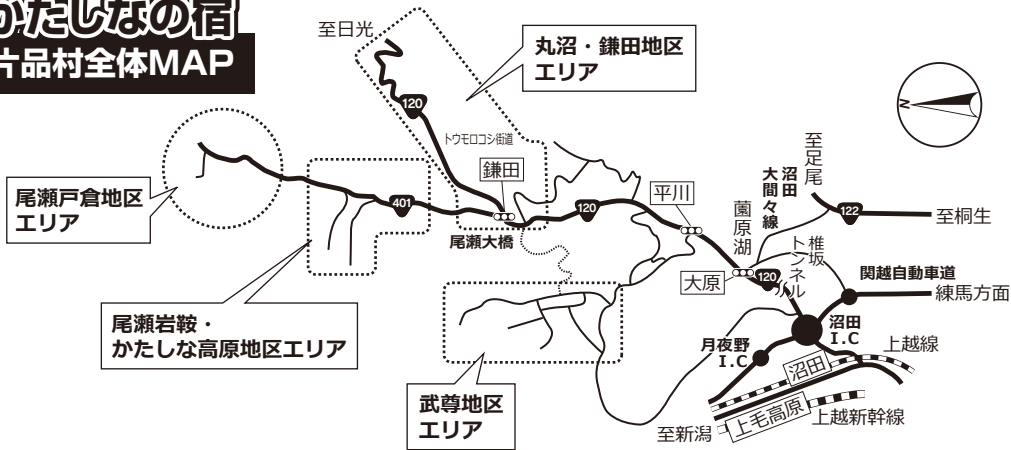 かたしなの宿
片品村全体MAP
至日光
丸沼・鎌田地区
エリア
120
トウモロコシ街道
鎌田
N
尾瀬戸倉地区
エリア
401
尾瀬大橋
120
平川
園原湖
沼田
大間々線
至足尾
122
至桐生
大原
120
椎坂
トンネル
関越自動車道
練馬方面
尾瀬岩鞍・
かたしな高原地区エリア
武尊地区
エリア
月夜野
I.C
沼田
I.C
上越線
沼田
上毛高原
上越新幹線
至新潟